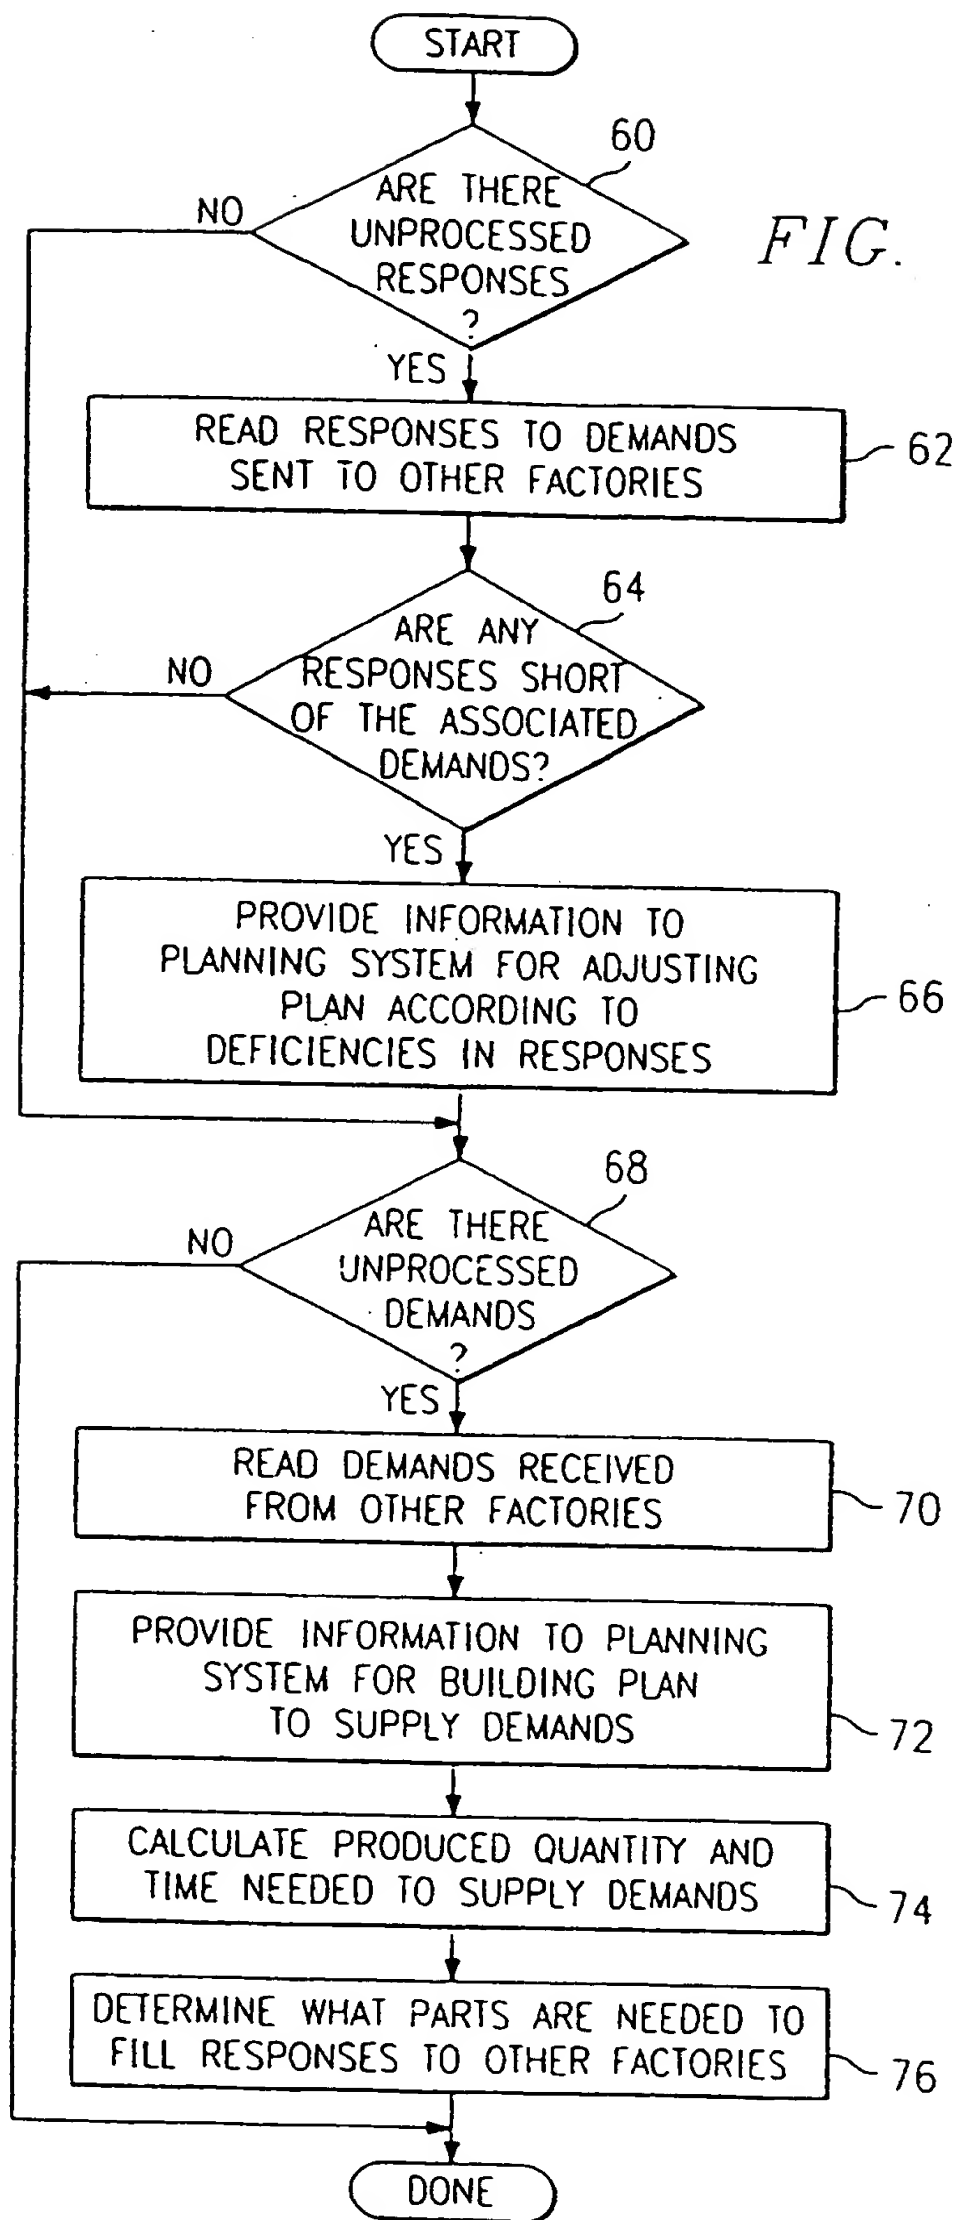 START
60
ARE THERE
UNPROCESSED
RESPONSES
?
NO
FIG.
YES
READ RESPONSES TO DEMANDS
SENT TO OTHER FACTORIES
62
64
ARE ANY
RESPONSES SHORT
OF THE ASSOCIATED
DEMANDS?
NO
YES
PROVIDE INFORMATION TO
PLANNING SYSTEM FOR ADJUSTING
PLAN ACCORDING TO
DEFICIENCIES IN RESPONSES
66
68
ARE THERE
UNPROCESSED
DEMANDS
?
NO
YES
READ DEMANDS RECEIVED
FROM OTHER FACTORIES
70
PROVIDE INFORMATION TO PLANNING
SYSTEM FOR BUILDING PLAN
TO SUPPLY DEMANDS
72
CALCULATE PRODUCED QUANTITY AND
TIME NEEDED TO SUPPLY DEMANDS
74
DETERMINE WHAT PARTS ARE NEEDED TO
FILL RESPONSES TO OTHER FACTORIES
76
DONE